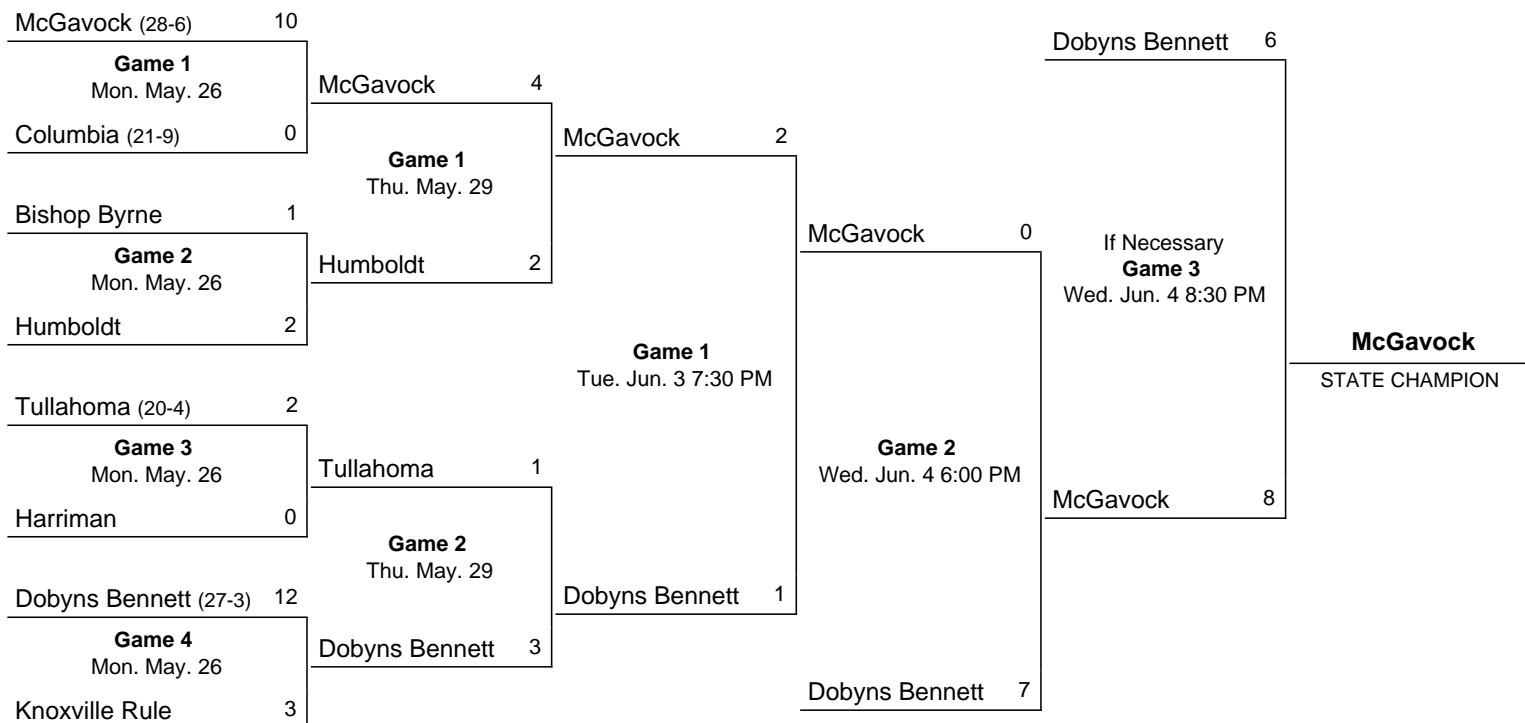 McGavock (28-6) 10
Game 1
Mon. May. 26
Columbia (21-9) 0
Bishop Byrne 1
Game 2
Mon. May. 26
Humboldt 2
Tullahoma (20-4) 2
Game 3
Mon. May. 26
Harriman 0
Dobyns Bennett (27-3) 12
Game 4
Mon. May. 26
Knoxville Rule 3
McGavock 4
Game 1
Thu. May. 29
Humboldt 2
Tullahoma 1
Game 2
Thu. May. 29
Dobyns Bennett 3
McGavock 2
Game 1
Tue. Jun. 3 7:30 PM
Dobyns Bennett 1
McGavock 0
Game 2
Wed. Jun. 4 6:00 PM
Dobyns Bennett 7
Dobyns Bennett 6
If Necessary
Game 3
Wed. Jun. 4 8:30 PM
McGavock 8
McGavock
STATE CHAMPION